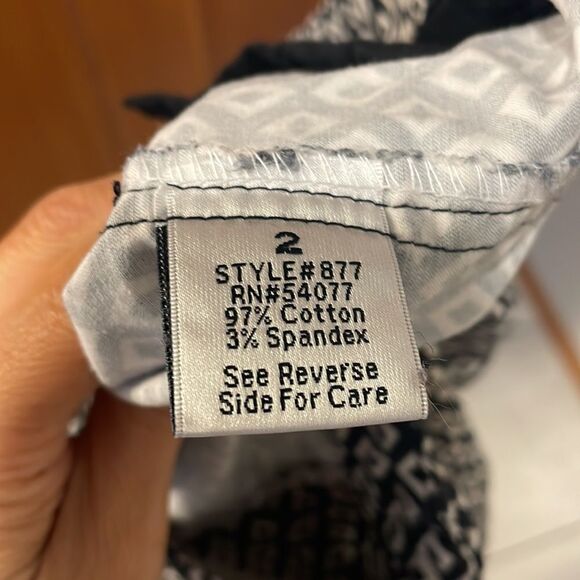 2
STYLE#877
RN#54077
97% Cotton
3% Spandex
See Reverse
Side For Care